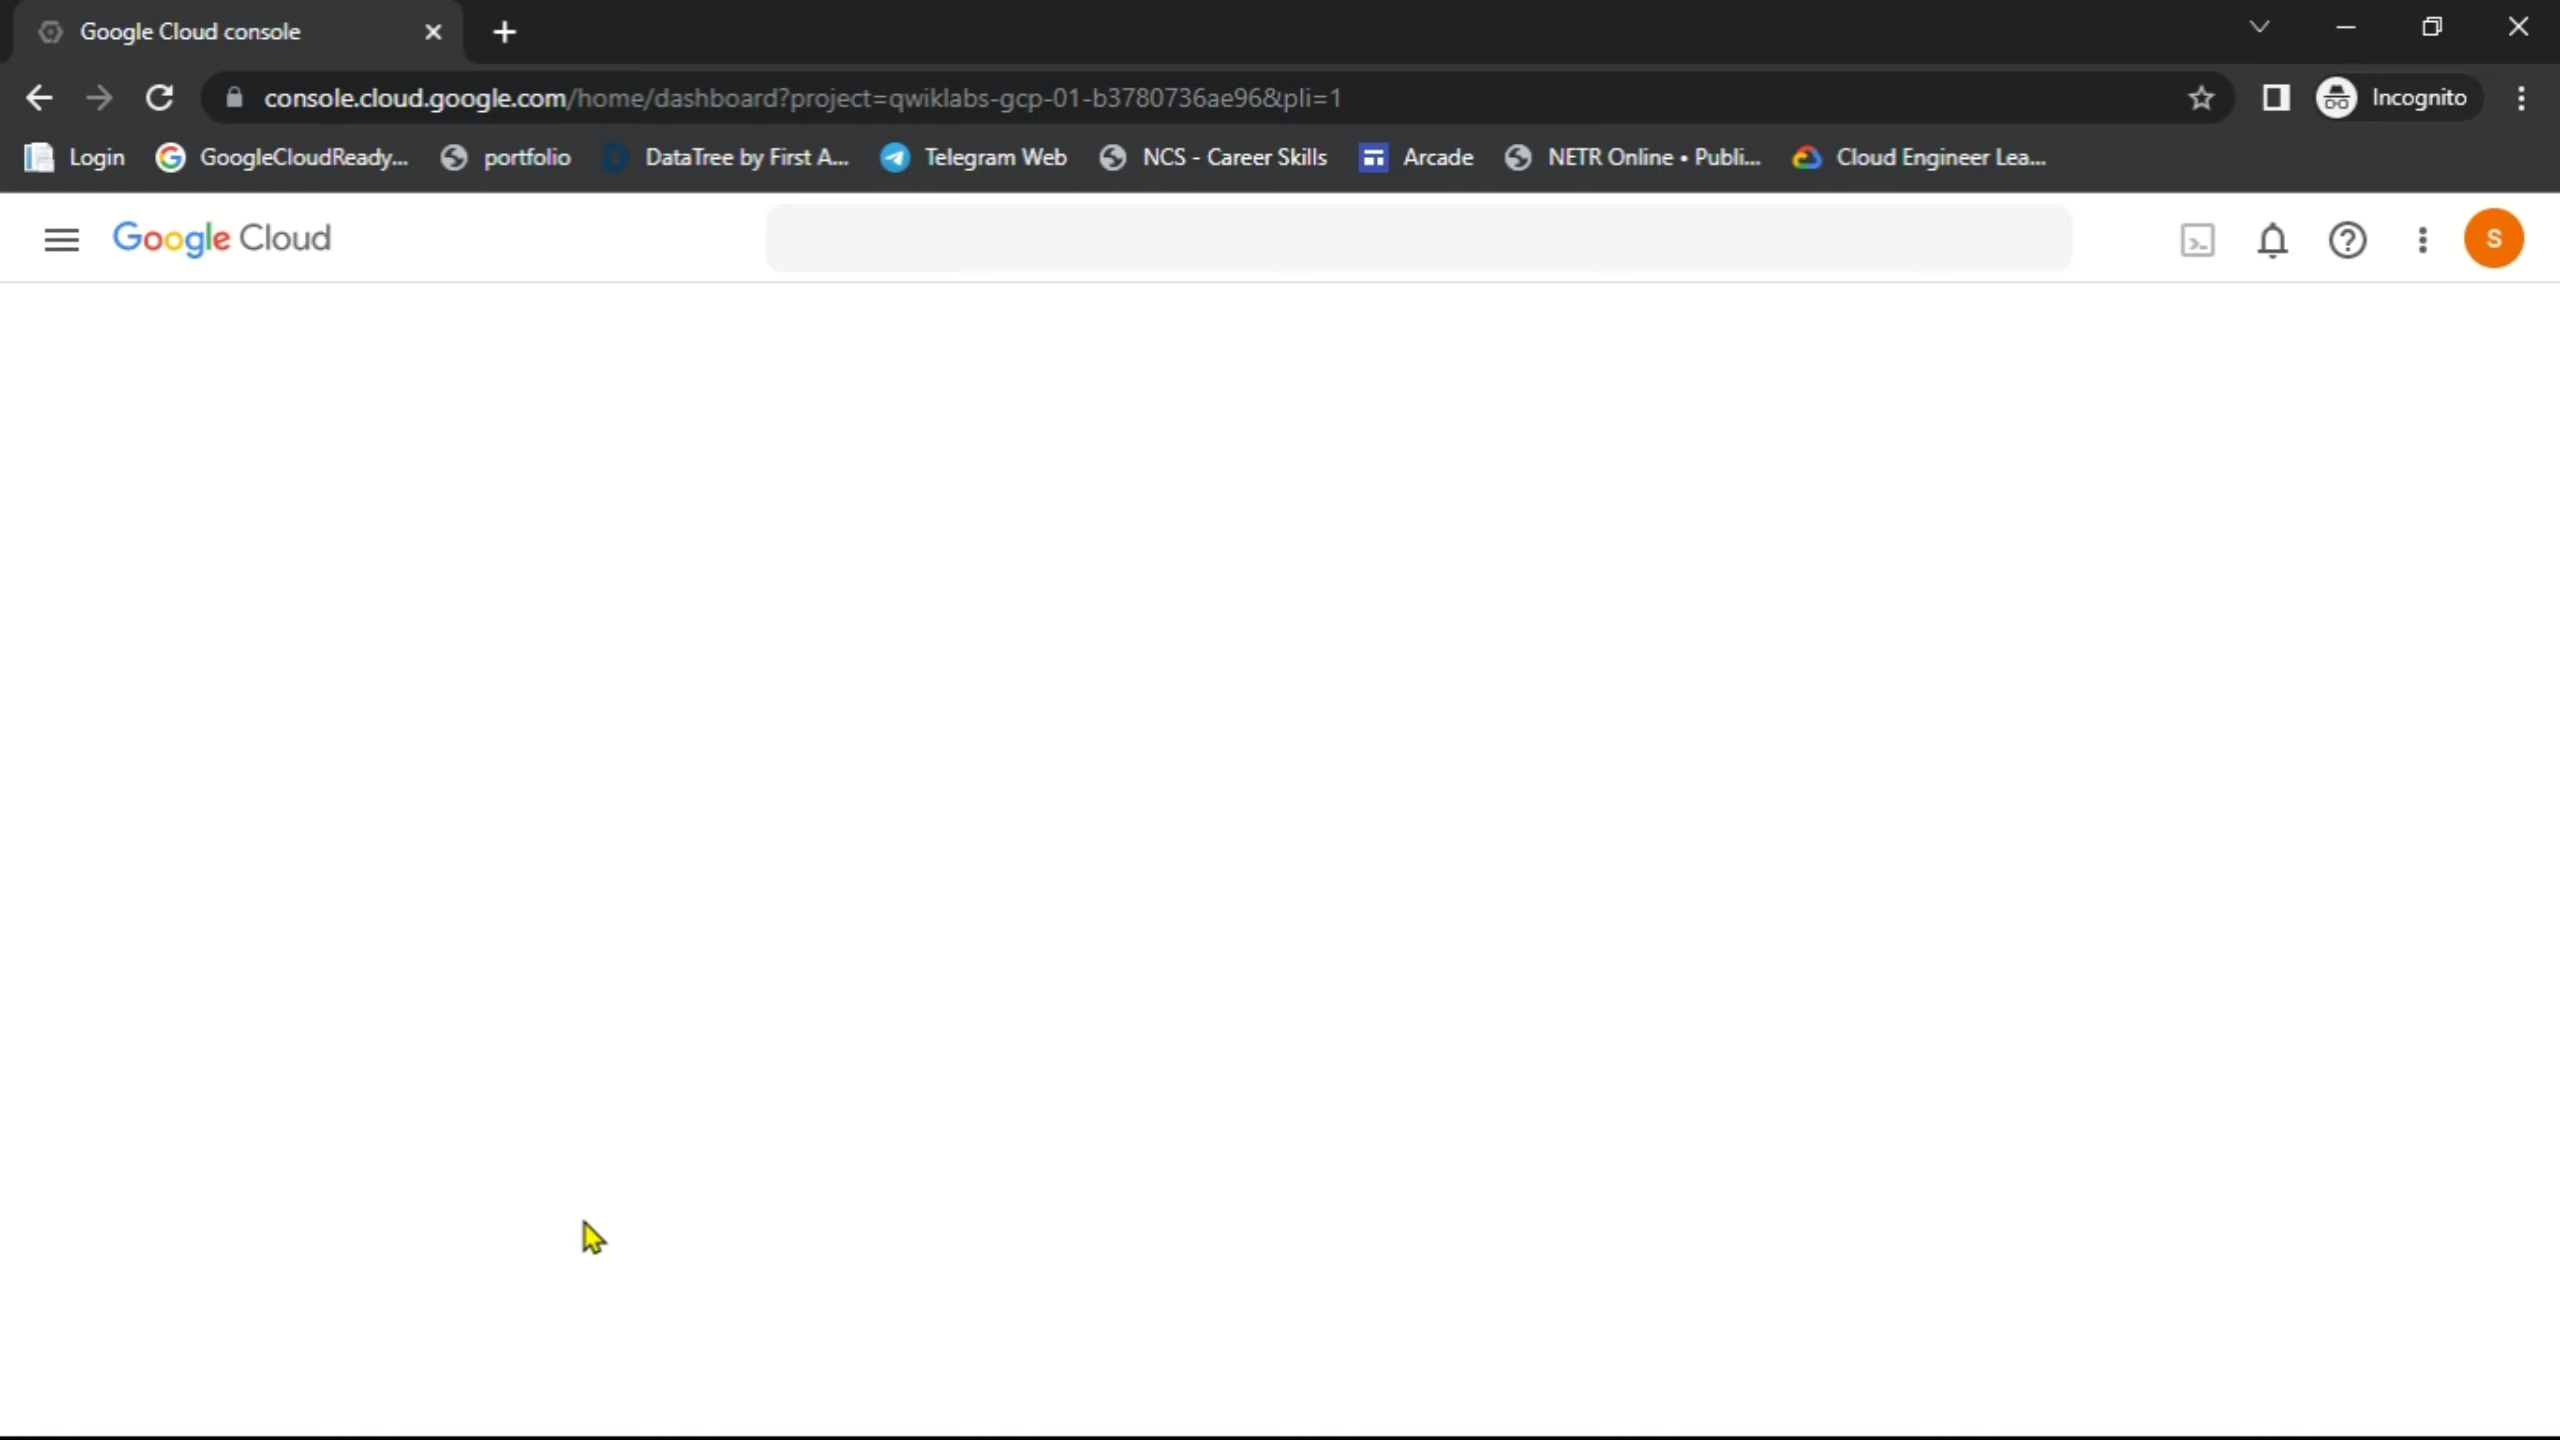 Google Cloud console
console.cloud.google.com/home/dashboard?project=qwiklabs-gcp-01-b3780736ae96&pli=1
Incognito
Login GoogleCloudReady... portfolio DataTree by First A... Telegram Web NCS - Career Skills Arcade NETR Online • Publi... Cloud Engineer Lea...
Google Cloud
S